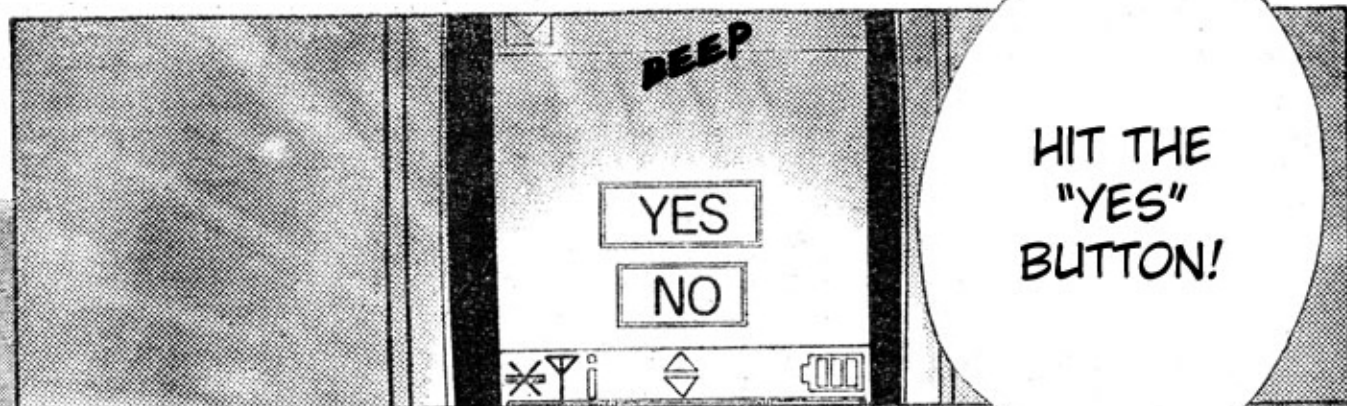 BEEP
HIT THE
"YES"
BUTTON!
YES
NO
i